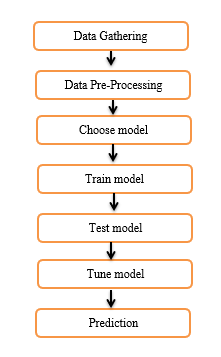 Data Gathering
Data Pre-Processing
Choose model
Train model
Test model
Tune model
Prediction